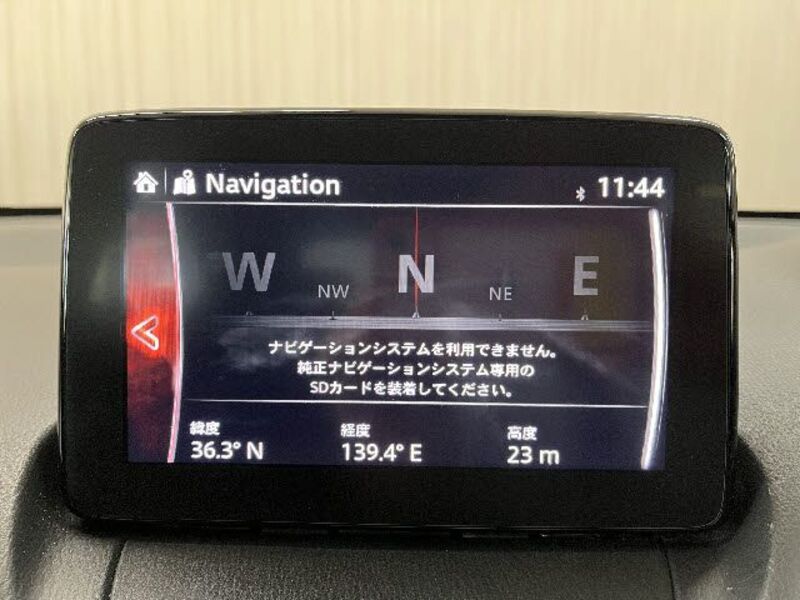 Navigation
11:44
W NW N NE E
ナビゲーションシステムを利用できません。
純正ナビゲーションシステム専用の
SDカードを装着してください。
緯度 経度 高度
36.3° N 139.4° E 23 m